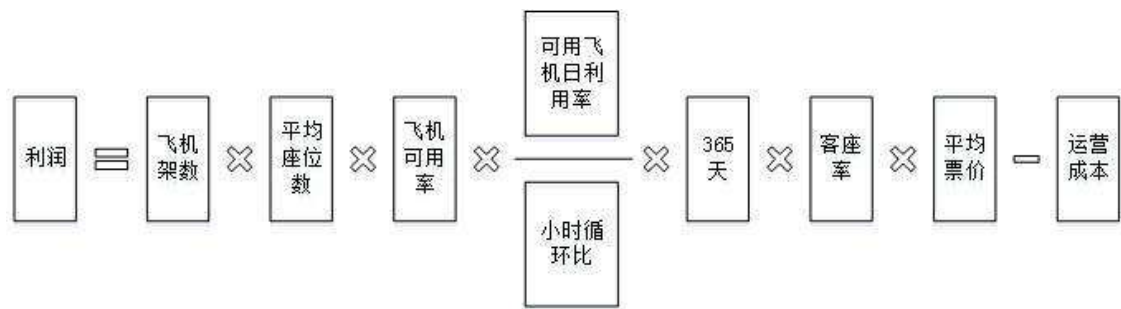 利润
飞机
架数
平均
座位
数
飞机
可用
率
可用飞
机日利
用率
小时循
环比
365
天
客座
率
平均
票价
运营
成本